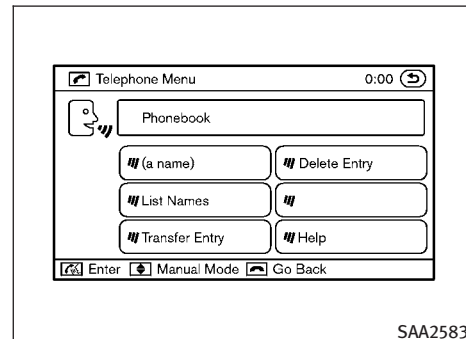 Telephone Menu 0:00
Phonebook
(a name) Delete Entry
List Names
Transfer Entry Help
Enter Manual Mode Go Back
SAA2583